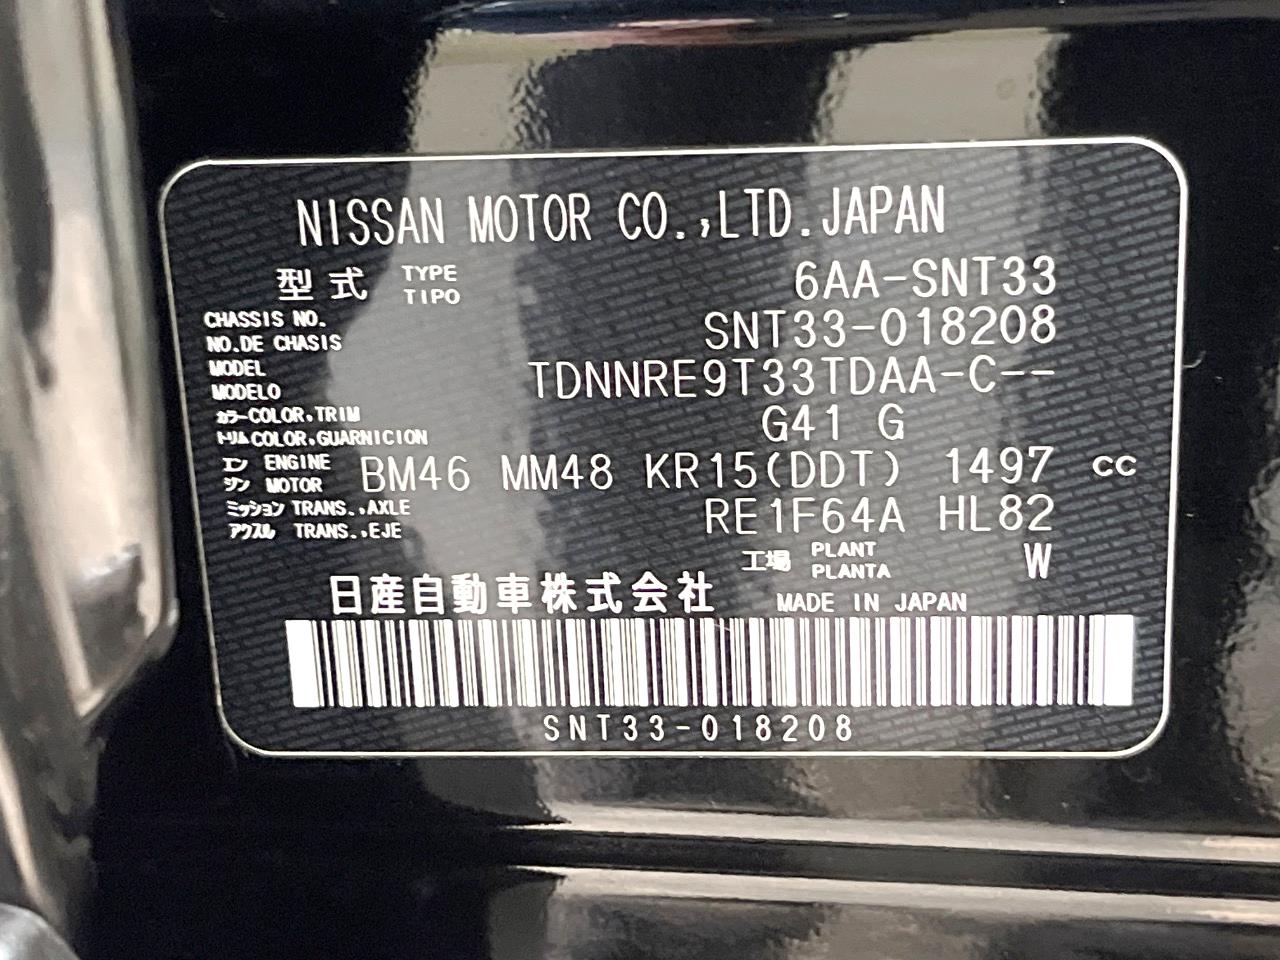 NISSAN MOTOR CO.,LTD.JAPAN
型式 TYPE TIPO 6AA-SNT33
CHASSIS NO. NO.DE CHASIS SNT33-018208
MODEL MODELO TDNNRE9T33TDAA-C--
カラー COLOR,TRIM トリム COLOR,GUARNICION G41 G
エンジン ENGINE MOTOR BM46 MM48 KR15(DDT) 1497 CC
ミッション TRANS.,AXLE アクスル TRANS.,EJE RE1F64A HL82
工場 PLANT PLANTA W
日産自動車株式会社 MADE IN JAPAN
SNT33-018208